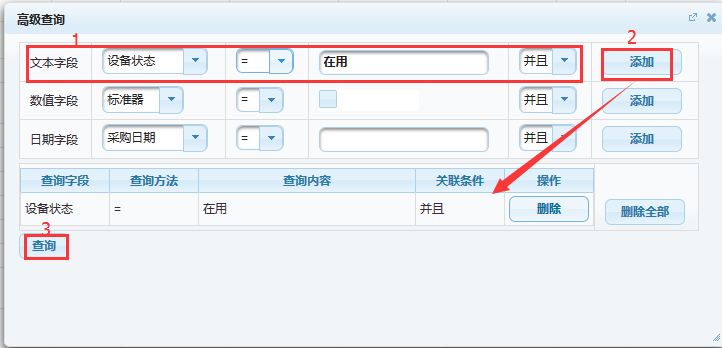 高级查询
1
2
文本字段 设备状态 = 在用 并且 添加
数值字段 标准器 = 并且 添加
日期字段 采购日期 = 并且 添加
查询字段 查询方法 查询内容 关联条件 操作
设备状态 = 在用 并且 删除 删除全部
3
查询